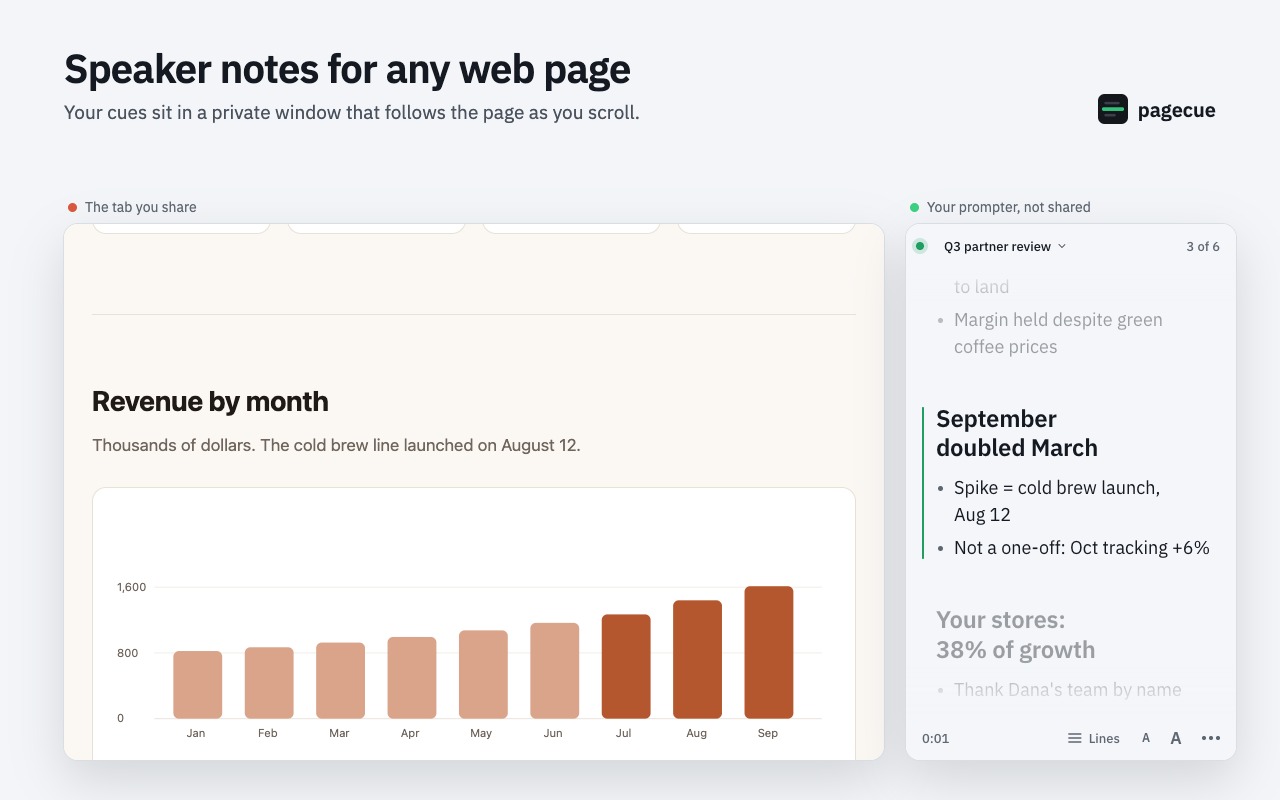 Speaker notes for any web page
Your cues sit in a private window that follows the page as you scroll.
pagecue
The tab you share
Revenue by month
Thousands of dollars. The cold brew line launched on August 12.
1,600
800
0
Jan Feb Mar Apr May Jun Jul Aug Sep
Your prompter, not shared
Q3 partner review
3 of 6
to land
• Margin held despite green
coffee prices
September
doubled March
• Spike = cold brew launch,
Aug 12
• Not a one-off: Oct tracking +6%
Your stores:
38% of growth
• Thank Dana's team by name
0:01
Lines
A A